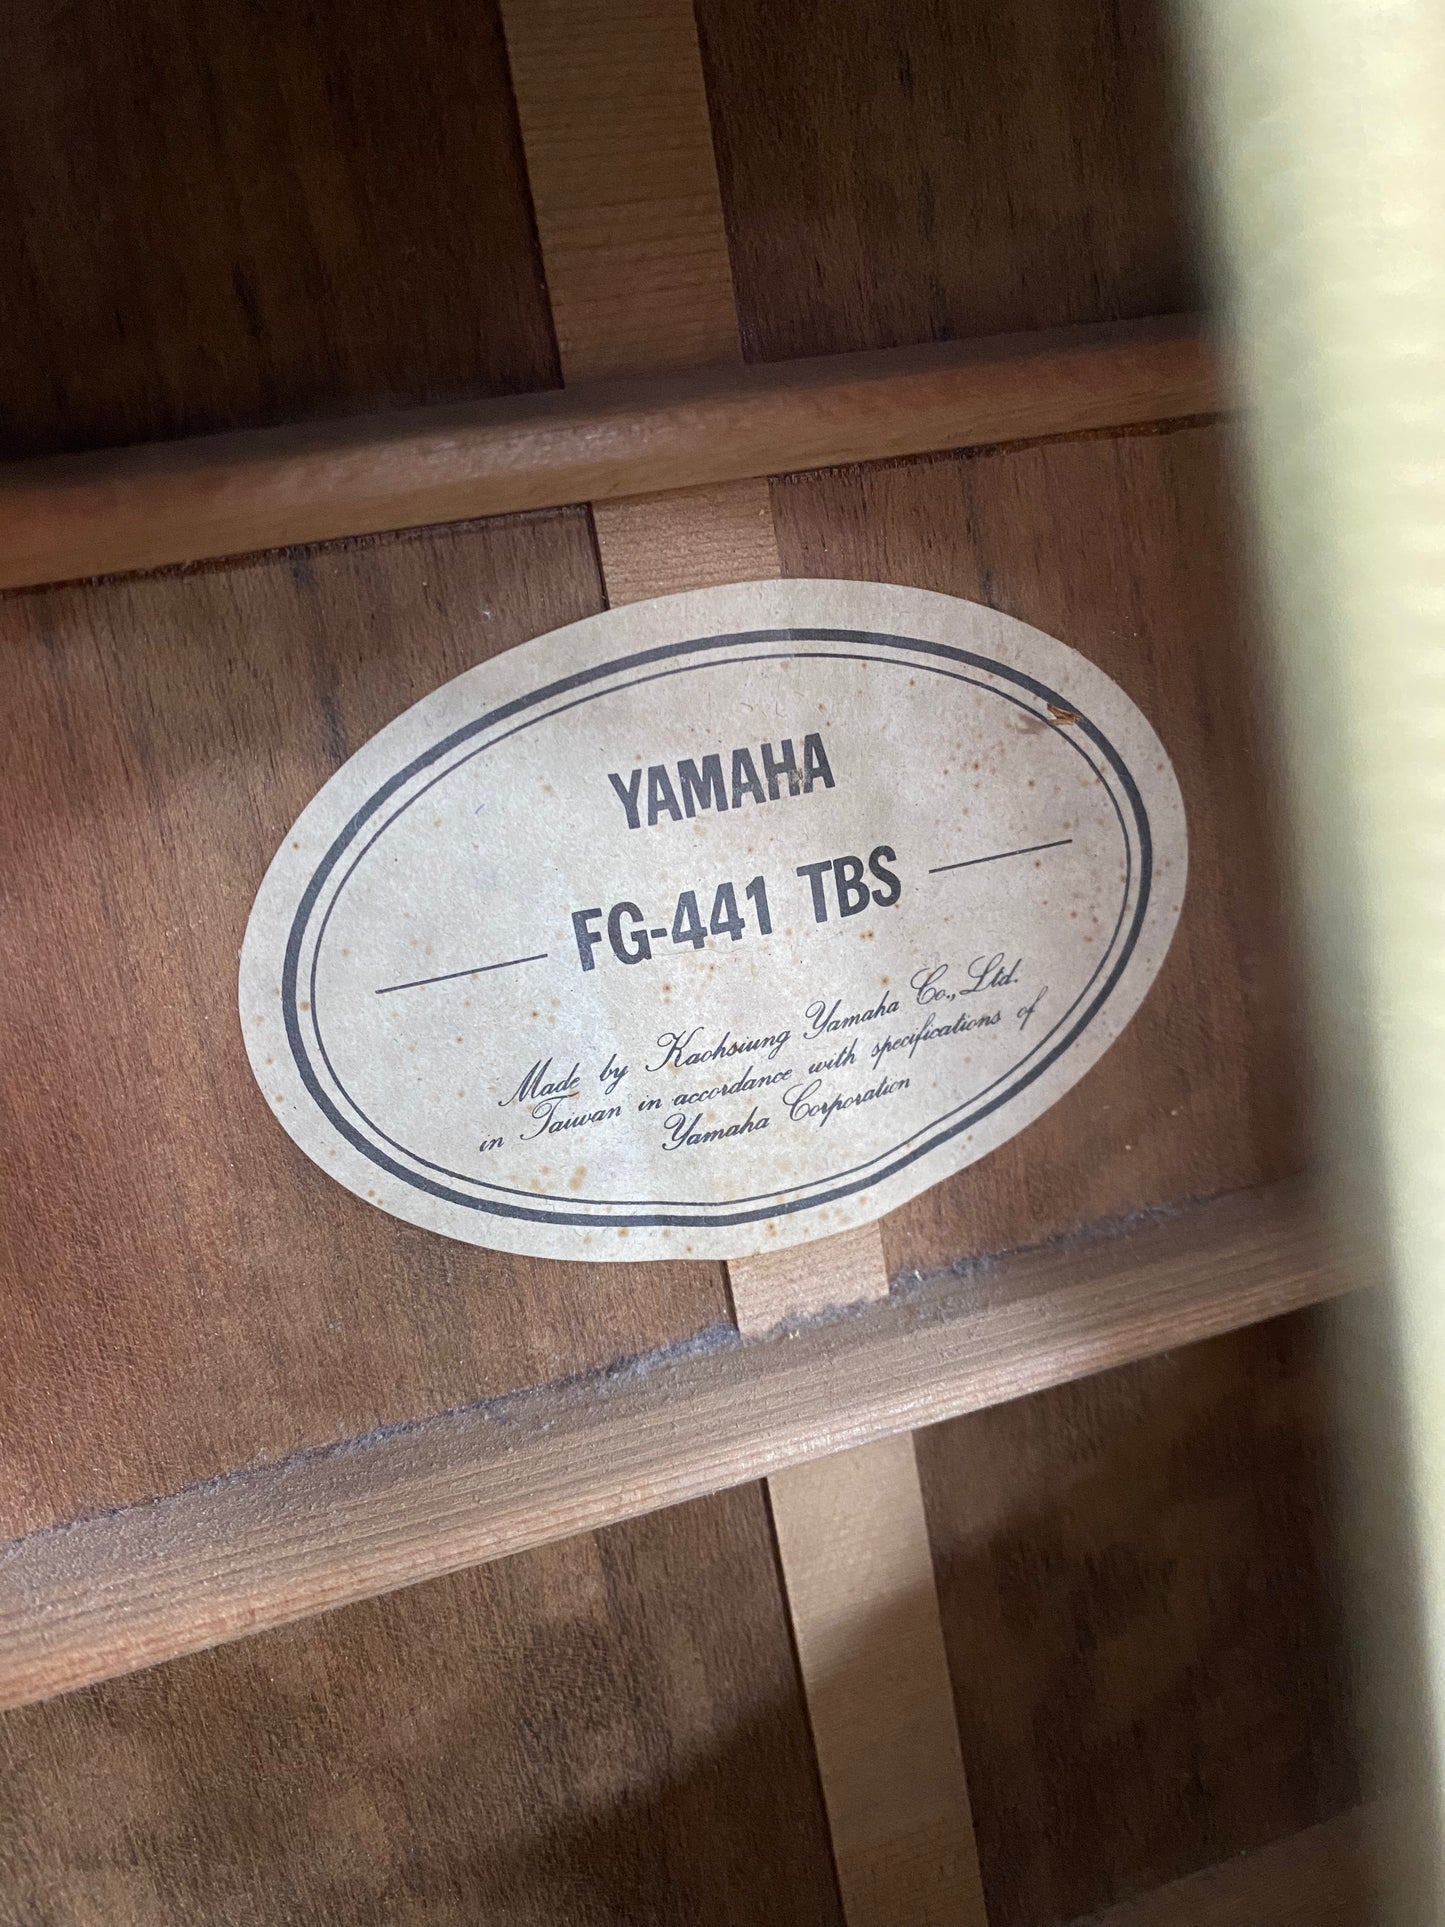 YAMAHA
FG-441 TBS
Made by Kaohsiung Yamaha Co., Ltd.
in Taiwan in accordance with specifications of
Yamaha Corporation